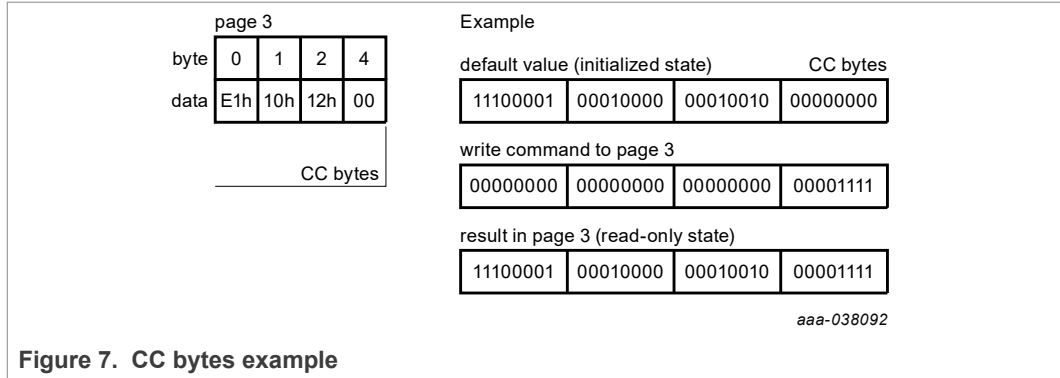 page 3
byte 0 1 2 4
data E1h 10h 12h 00
CC bytes
Example
default value (initialized state) CC bytes
11100001 00010000 00010010 00000000
write command to page 3
00000000 00000000 00000000 00001111
result in page 3 (read-only state)
11100001 00010000 00010010 00001111
aaa-038092
Figure 7. CC bytes example